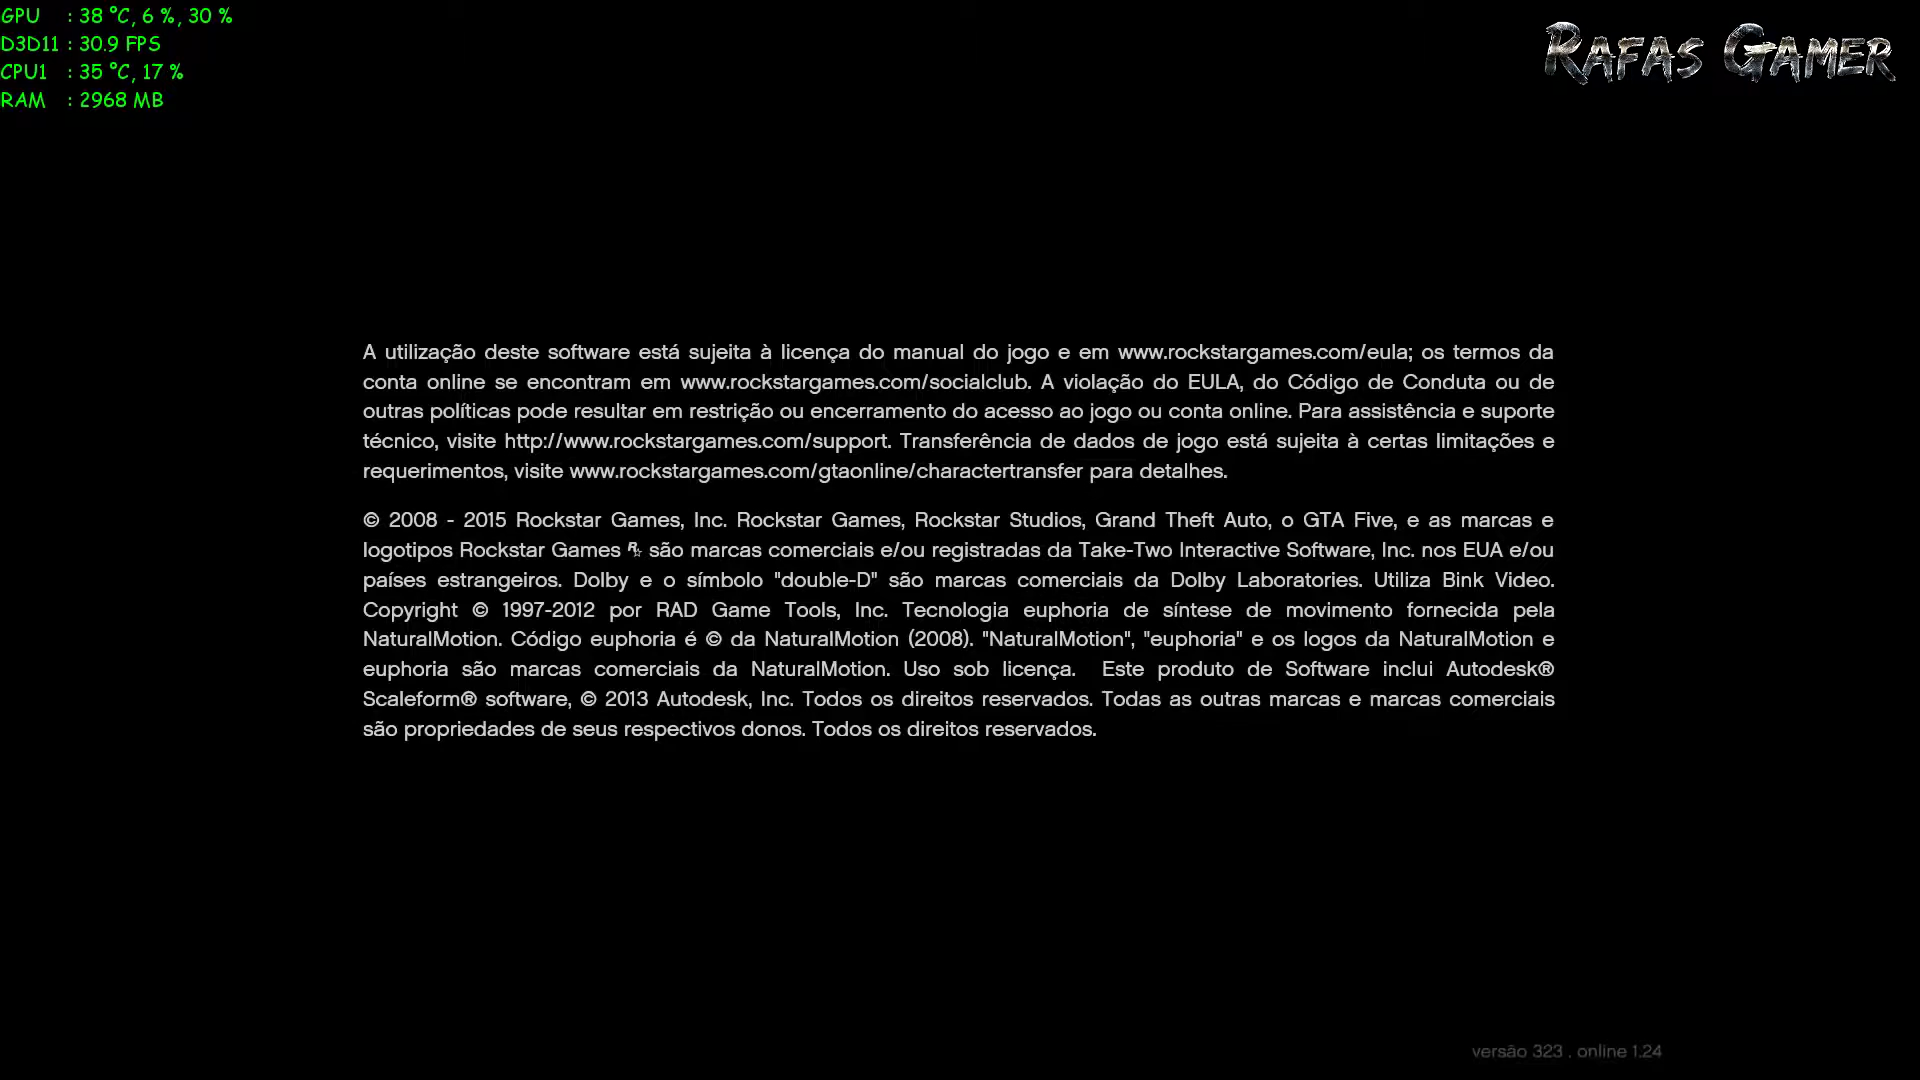 GPU : 38 °C, 6 %, 30 %
D3D11 : 30.9 FPS
CPU1 : 35 °C, 17 %
RAM : 2968 MB
RAFAS GAMER
A utilização deste software está sujeita à licença do manual do jogo e em www.rockstargames.com/eula; os termos da
conta online se encontram em www.rockstargames.com/socialclub. A violação do EULA, do Código de Conduta ou de
outras políticas pode resultar em restrição ou encerramento do acesso ao jogo ou conta online. Para assistência e suporte
técnico, visite http://www.rockstargames.com/support. Transferência de dados de jogo está sujeita à certas limitações e
requerimentos, visite www.rockstargames.com/gtaonline/charactertransfer para detalhes.
© 2008 - 2015 Rockstar Games, Inc. Rockstar Games, Rockstar Studios, Grand Theft Auto, o GTA Five, e as marcas e
logotipos Rockstar Games R* são marcas comerciais e/ou registradas da Take-Two Interactive Software, Inc. nos EUA e/ou
países estrangeiros. Dolby e o símbolo "double-D" são marcas comerciais da Dolby Laboratories. Utiliza Bink Video.
Copyright © 1997-2012 por RAD Game Tools, Inc. Tecnologia euphoria de síntese de movimento fornecida pela
NaturalMotion. Código euphoria é © da NaturalMotion (2008). "NaturalMotion", "euphoria" e os logos da NaturalMotion e
euphoria são marcas comerciais da NaturalMotion. Uso sob licença. Este produto de Software inclui Autodesk®
Scaleform® software, © 2013 Autodesk, Inc. Todos os direitos reservados. Todas as outras marcas e marcas comerciais
são propriedades de seus respectivos donos. Todos os direitos reservados.
versão 323 . online 1.24